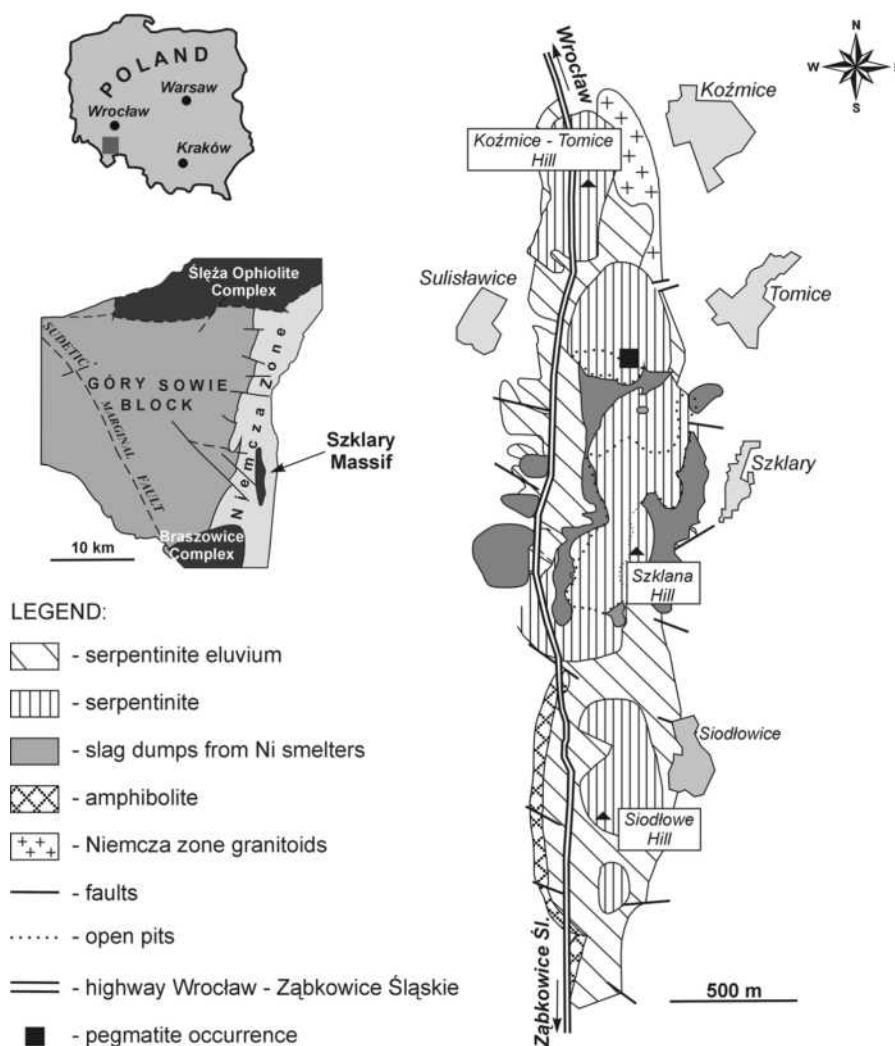 POLAND
Warsaw
Wrocław
Kraków
Ślęża Ophiolite
Complex
SUDETIC
MARGINAL
FAULT
GÓRY SOWIE
BLOCK
Niemcza Zone
Szklary
Massif
Braszowice
Complex
10 km
LEGEND:
- serpentinite eluvium
- serpentinite
- slag dumps from Ni smelters
- amphibolite
- Niemcza zone granitoids
- faults
- open pits
- highway Wrocław - Ząbkowice Śląskie
- pegmatite occurrence
Wrocław
N
W
S
Koźmice
Koźmice - Tomice
Hill
Sulisławice
Tomice
Szklary
Szklana
Hill
Siodłowice
Siodłowe
Hill
Ząbkowice Śl.
500 m